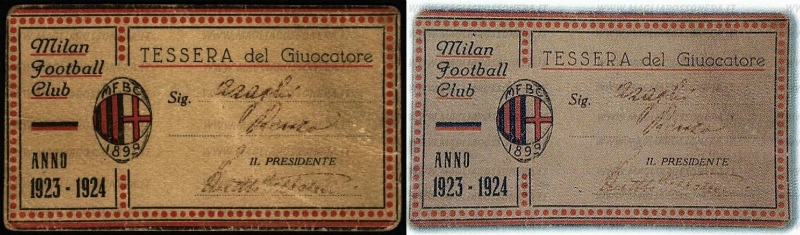 Milan
Football
Club
ANNO
1923 - 1924
TESSERA del Giuocatore
MFBC
1899
Sig.
IL PRESIDENTE
Milan
Football
Club
ANNO
1923 - 1924
TESSERA del Giuocatore
MFBC
1899
Sig.
IL PRESIDENTE